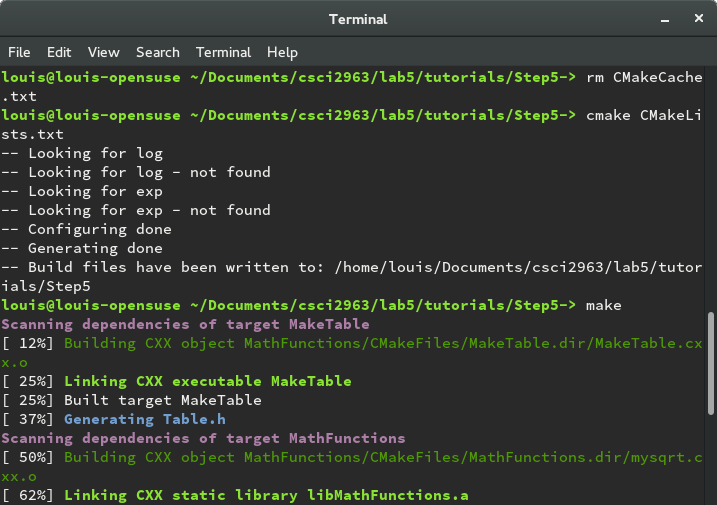 Terminal
File Edit View Search Terminal Help
louis@louis-opensuse ~/Documents/csci2963/lab5/tutorials/Step5-> rm CMakeCache
.txt
louis@louis-opensuse ~/Documents/csci2963/lab5/tutorials/Step5-> cmake CMakeLi
sts.txt
-- Looking for log
-- Looking for log - not found
-- Looking for exp
-- Looking for exp - not found
-- Configuring done
-- Generating done
-- Build files have been written to: /home/louis/Documents/csci2963/lab5/tutor
ials/Step5
louis@louis-opensuse ~/Documents/csci2963/lab5/tutorials/Step5-> make
Scanning dependencies of target MakeTable
[ 12%] Building CXX object MathFunctions/CMakeFiles/MakeTable.dir/MakeTable.cx
x.o
[ 25%] Linking CXX executable MakeTable
[ 25%] Built target MakeTable
[ 37%] Generating Table.h
Scanning dependencies of target MathFunctions
[ 50%] Building CXX object MathFunctions/CMakeFiles/MathFunctions.dir/mysqrt.c
xx.o
[ 62%] Linking CXX static library libMathFunctions.a